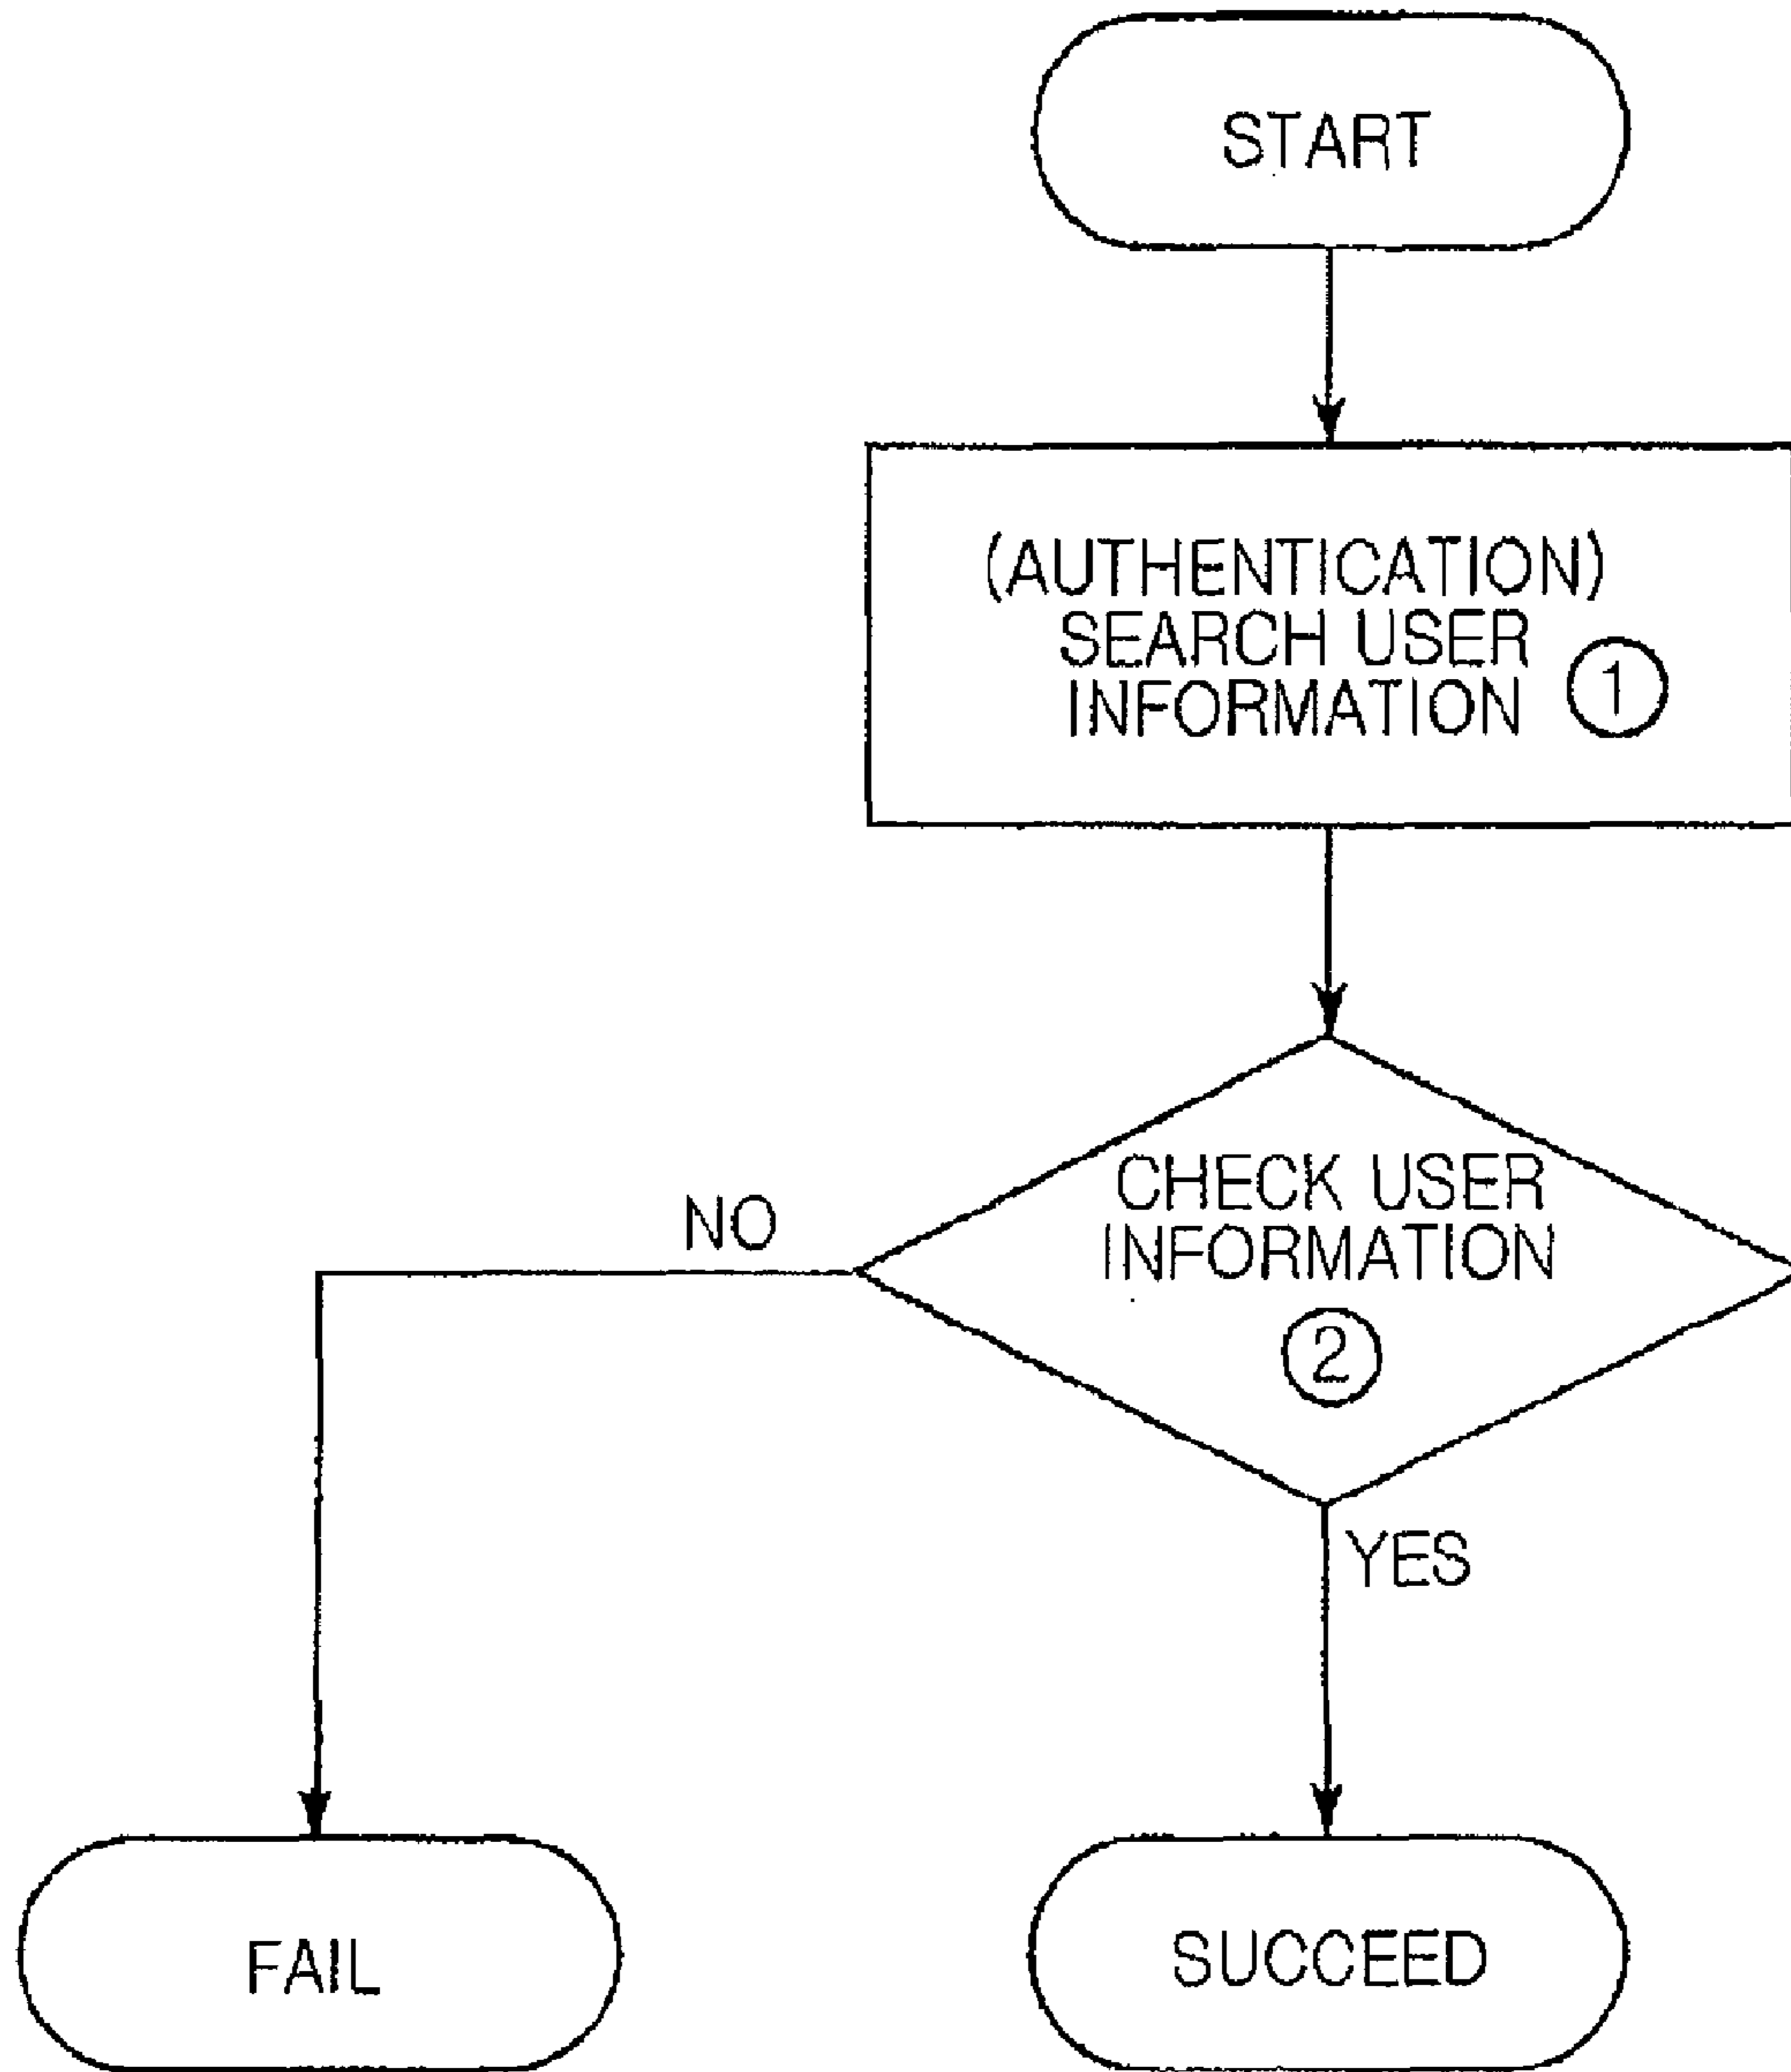 START
(AUTHENTICATION)
SEARCH USER
INFORMATION ①
CHECK USER
INFORMATION
②
NO
YES
FAIL
SUCCEED